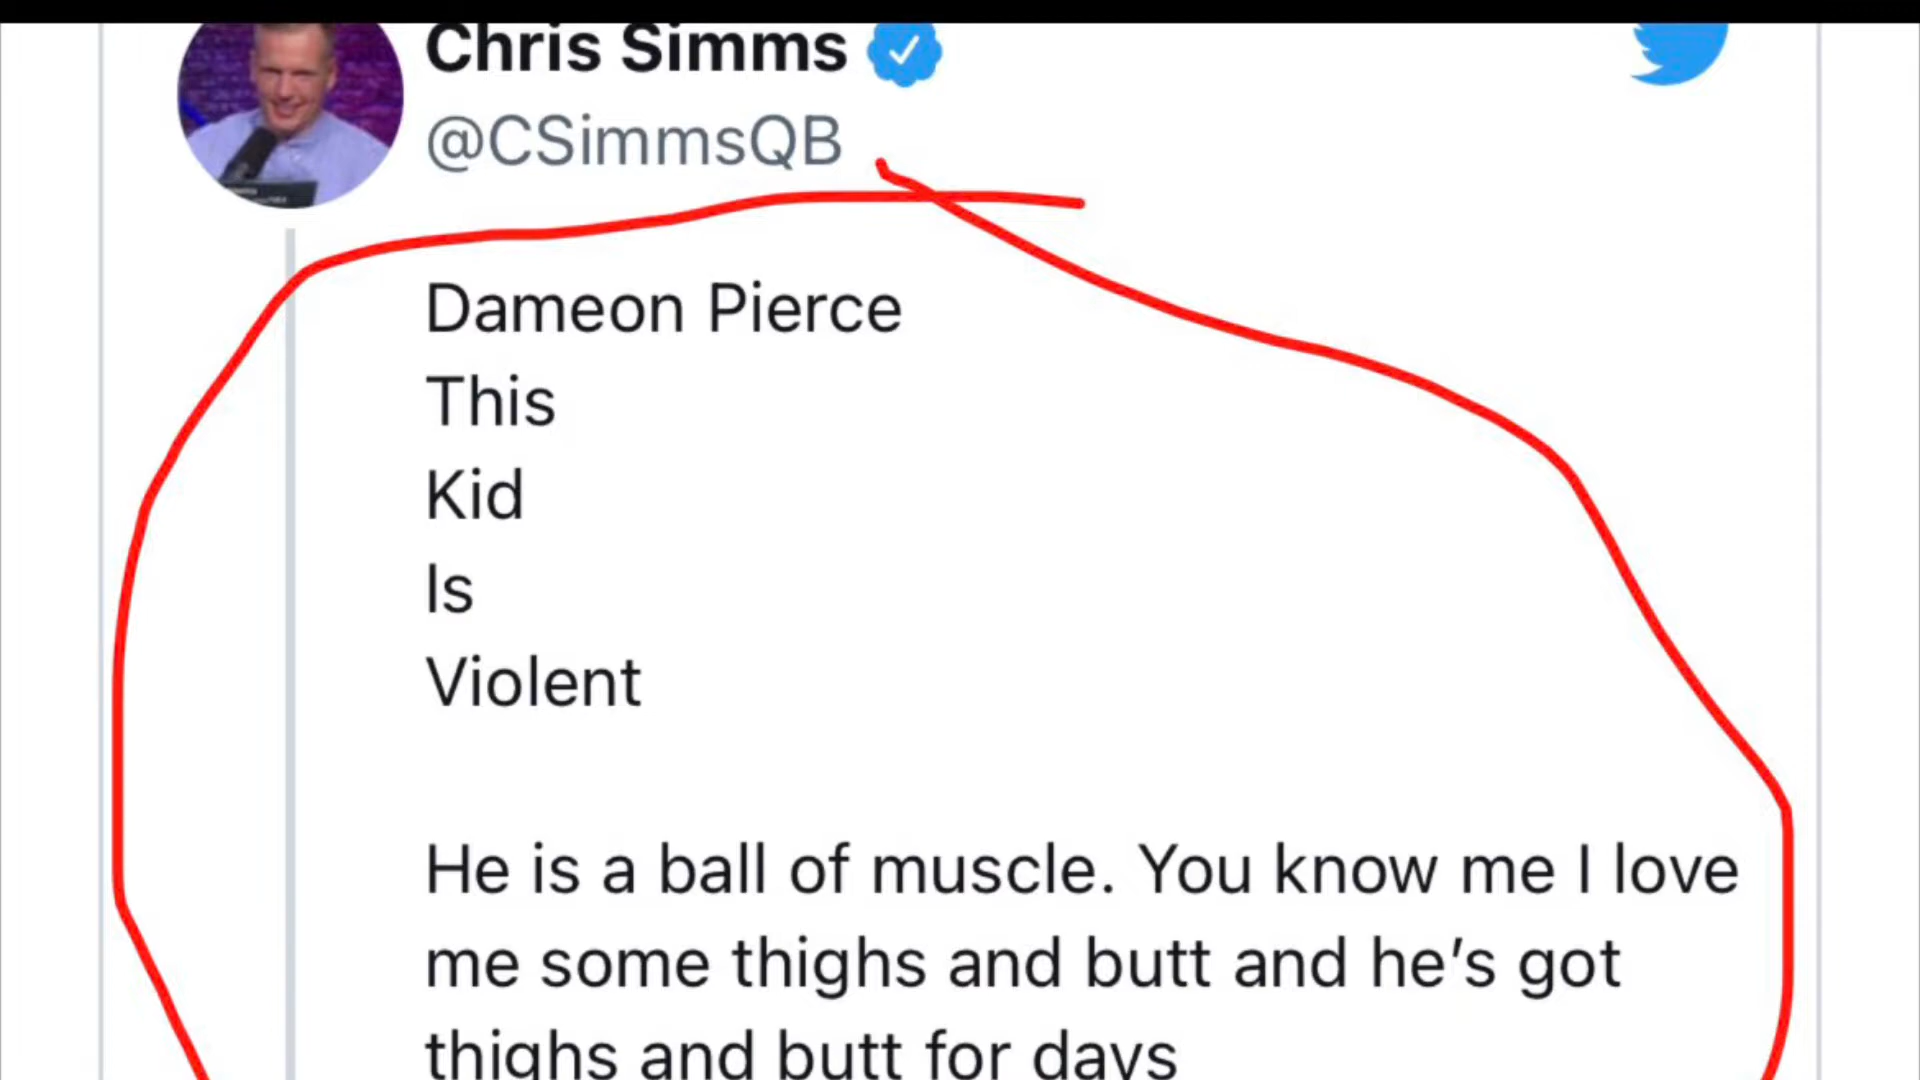 Chris Simms
@CSimmsQB
Dameon Pierce
This
Kid
Is
Violent
He is a ball of muscle. You know me I love
me some thighs and butt and he's got
thighs and butt for days